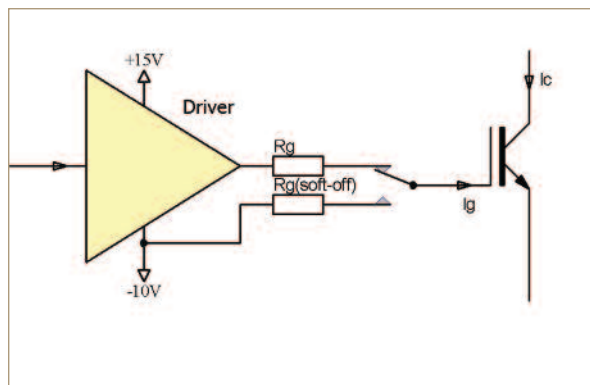 +15V
Driver
Ic
Rg
Rg(soft-off)
Ig
-10V